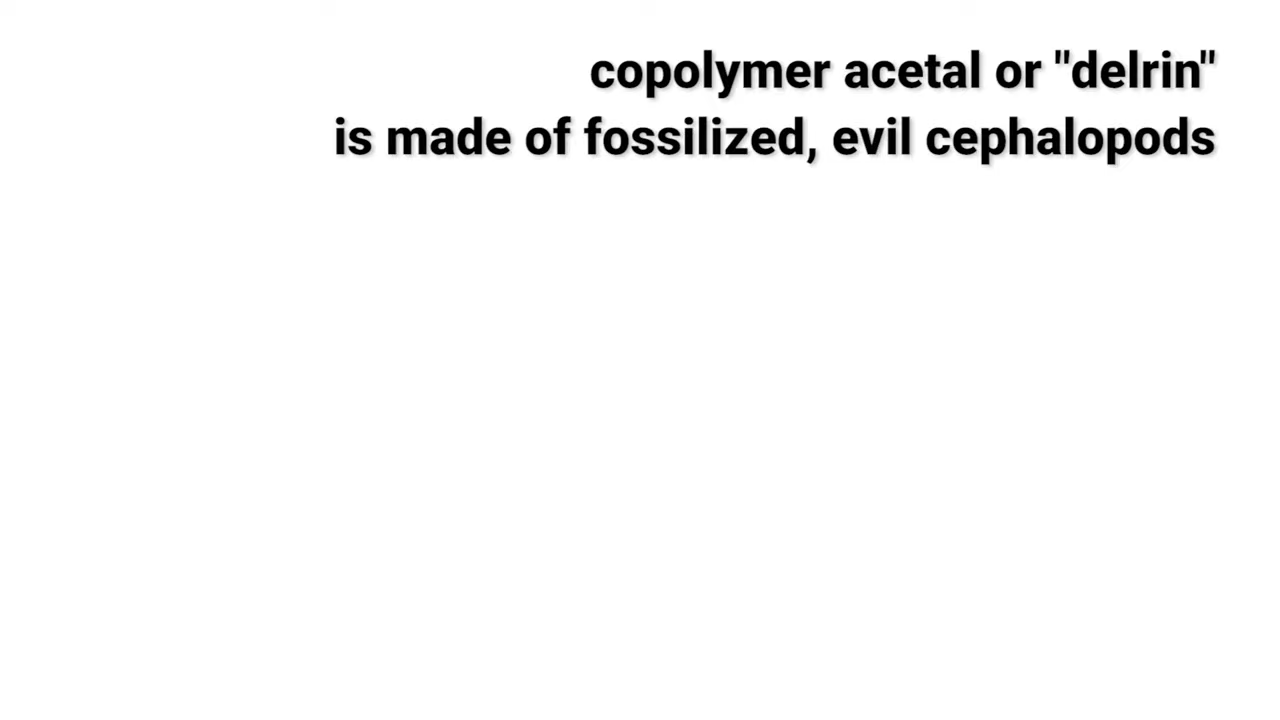 copolymer acetal or "delrin"
is made of fossilized, evil cephalopods